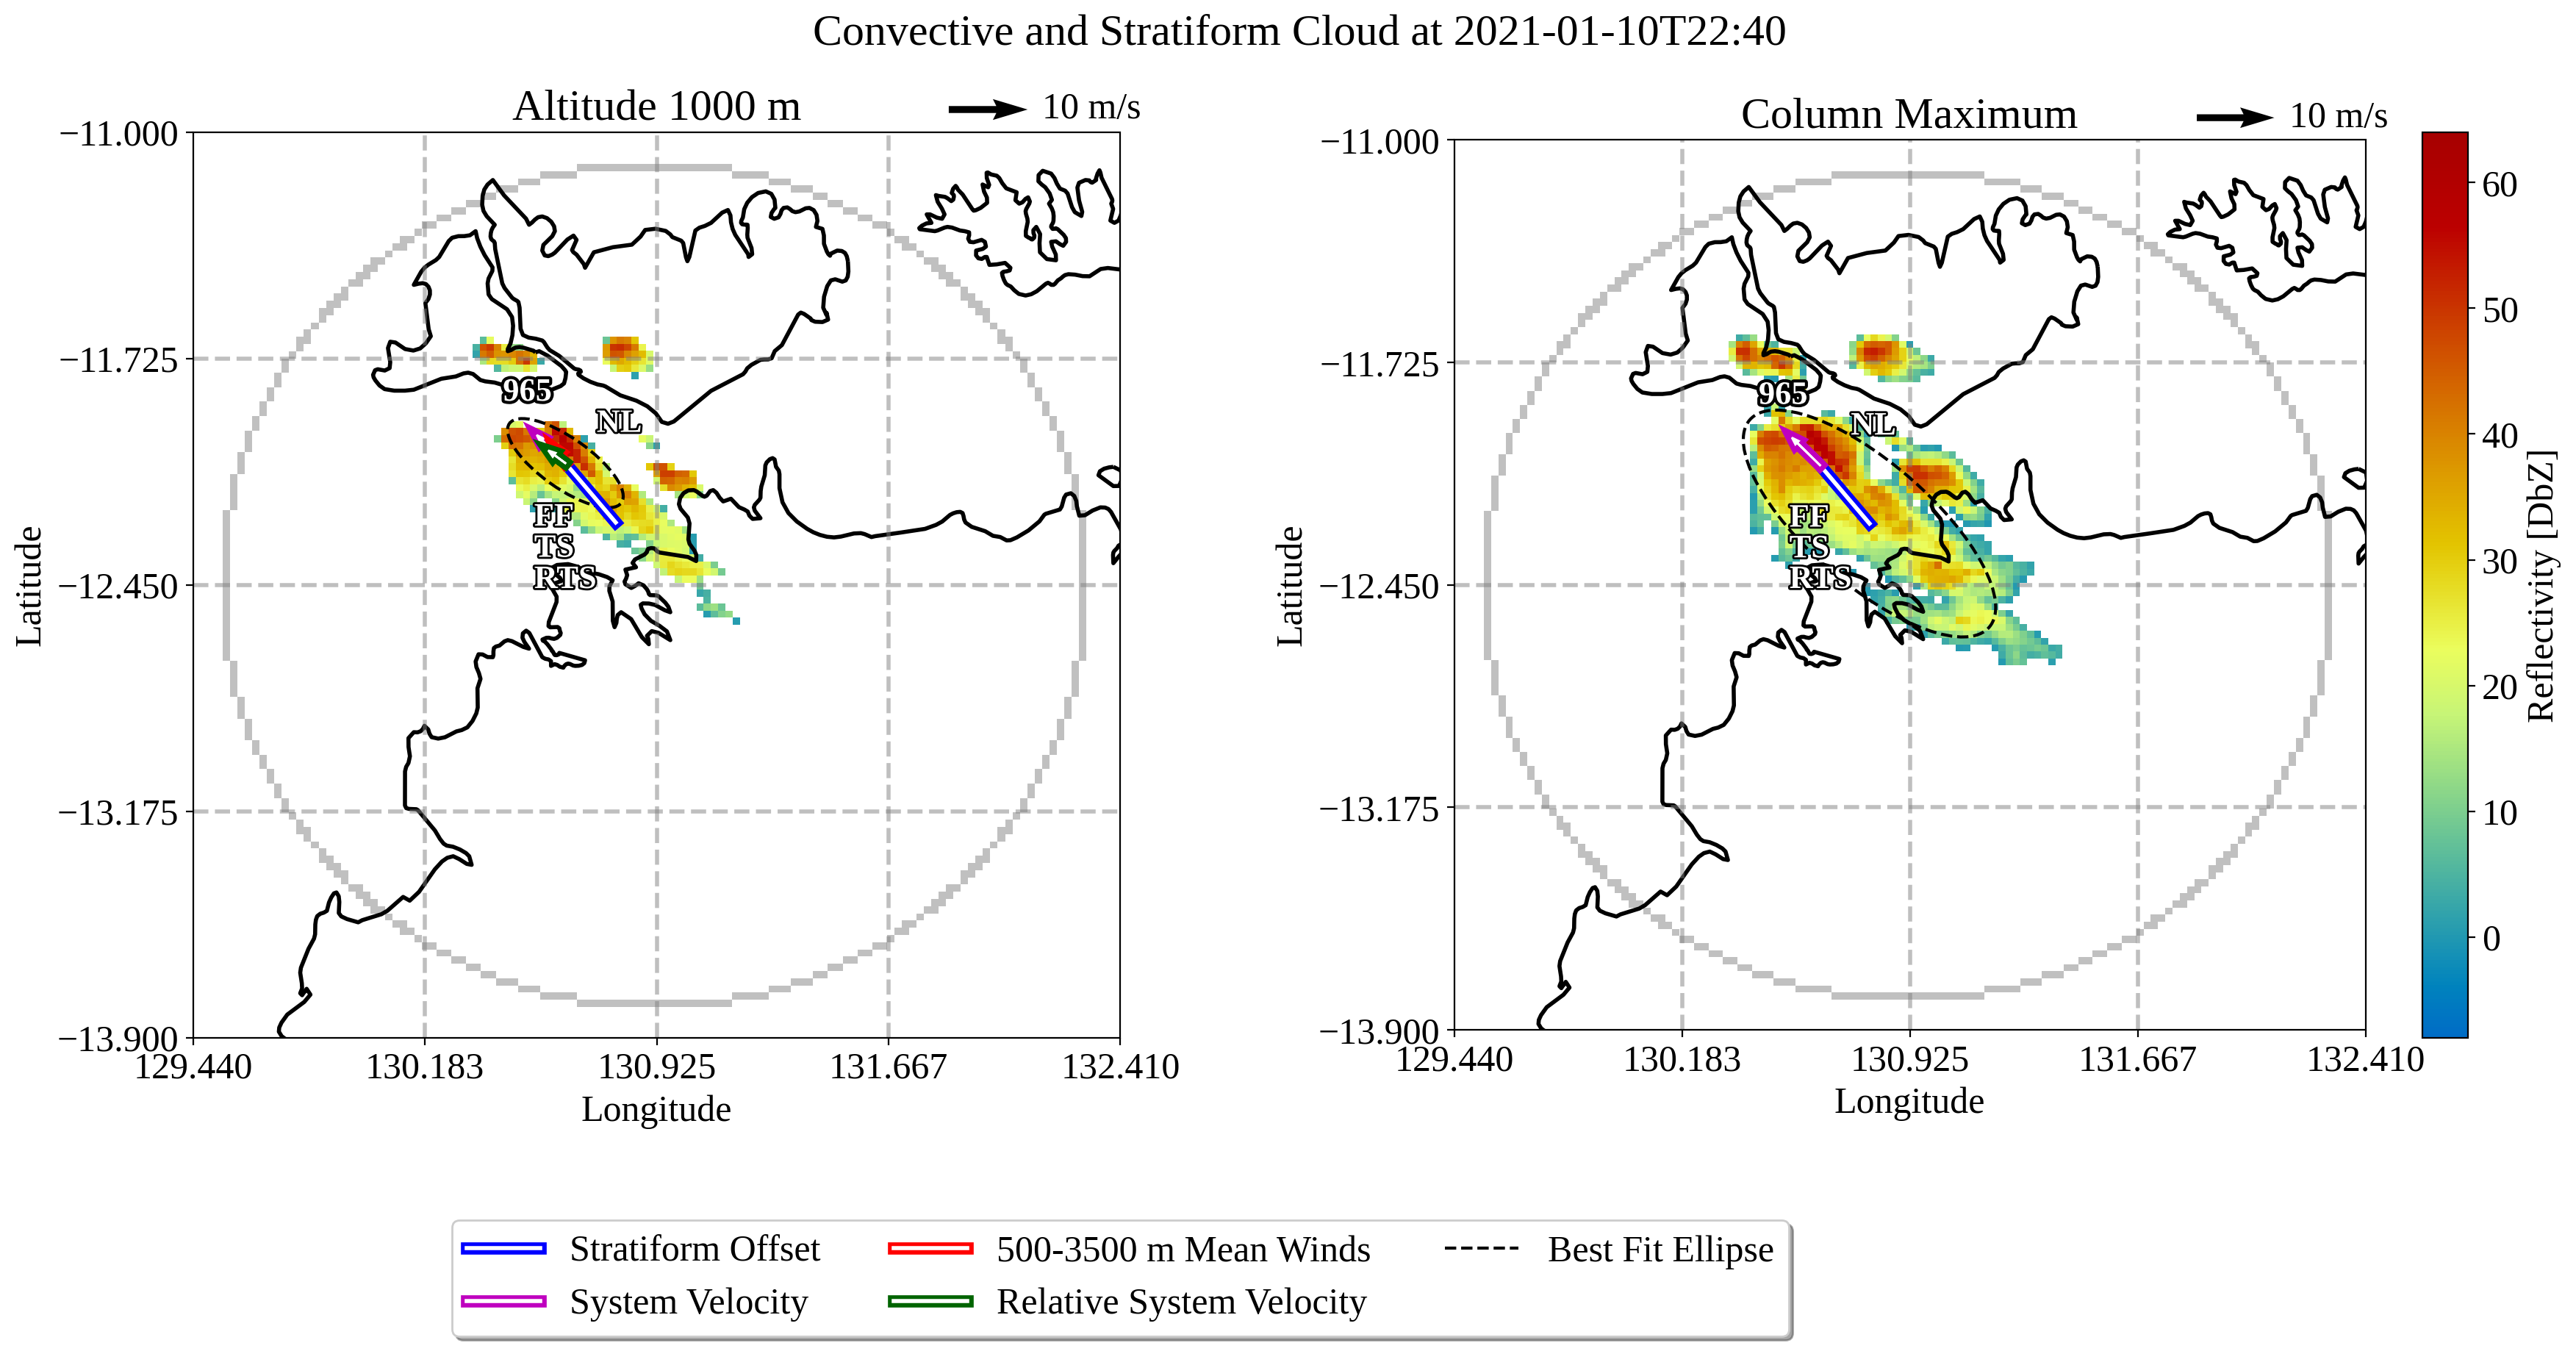 Convective and Stratiform Cloud at 2021-01-10T22:40
Altitude 1000 m
10 m/s
−11.000
−11.725
−12.450
−13.175
−13.900
Latitude
129.440
130.183
130.925
131.667
132.410
Longitude
965
NL
FF
TS
RTS
Column Maximum
10 m/s
−11.000
−11.725
−12.450
−13.175
−13.900
Latitude
129.440
130.183
130.925
131.667
132.410
Longitude
965
NL
FF
TS
RTS
60
50
40
30
20
10
0
Reflectivity [DbZ]
Stratiform Offset
System Velocity
500-3500 m Mean Winds
Relative System Velocity
Best Fit Ellipse